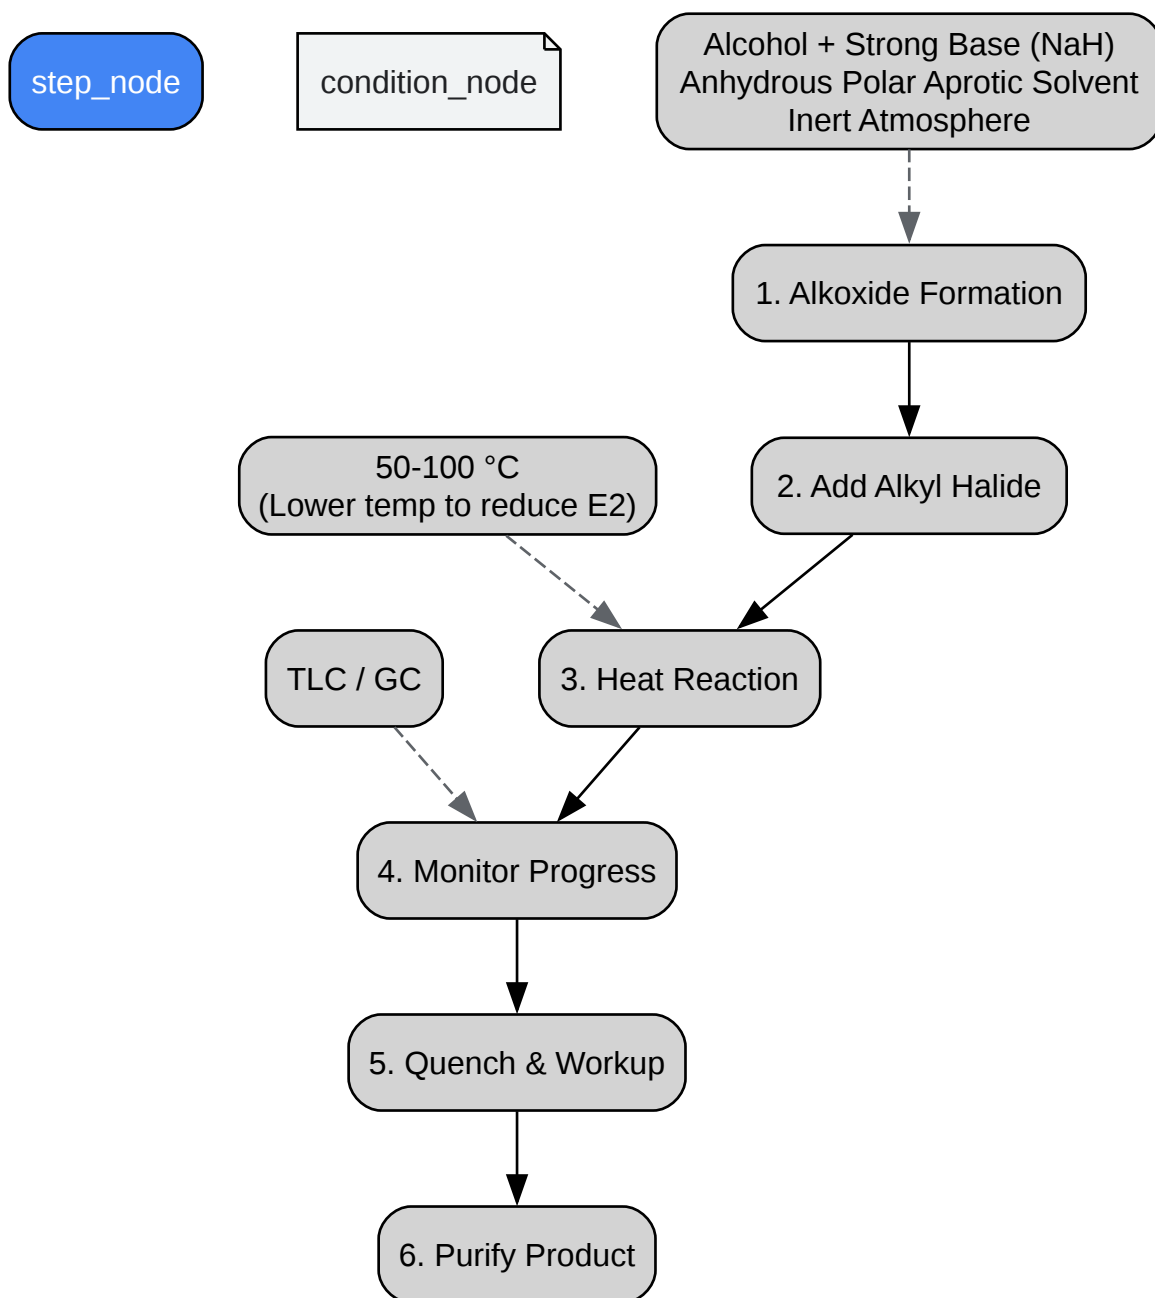 step_node
condition_node
Alcohol + Strong Base (NaH)
Anhydrous Polar Aprotic Solvent
Inert Atmosphere
1. Alkoxide Formation
50-100 °C
(Lower temp to reduce E2)
2. Add Alkyl Halide
TLC / GC
3. Heat Reaction
4. Monitor Progress
5. Quench & Workup
6. Purify Product